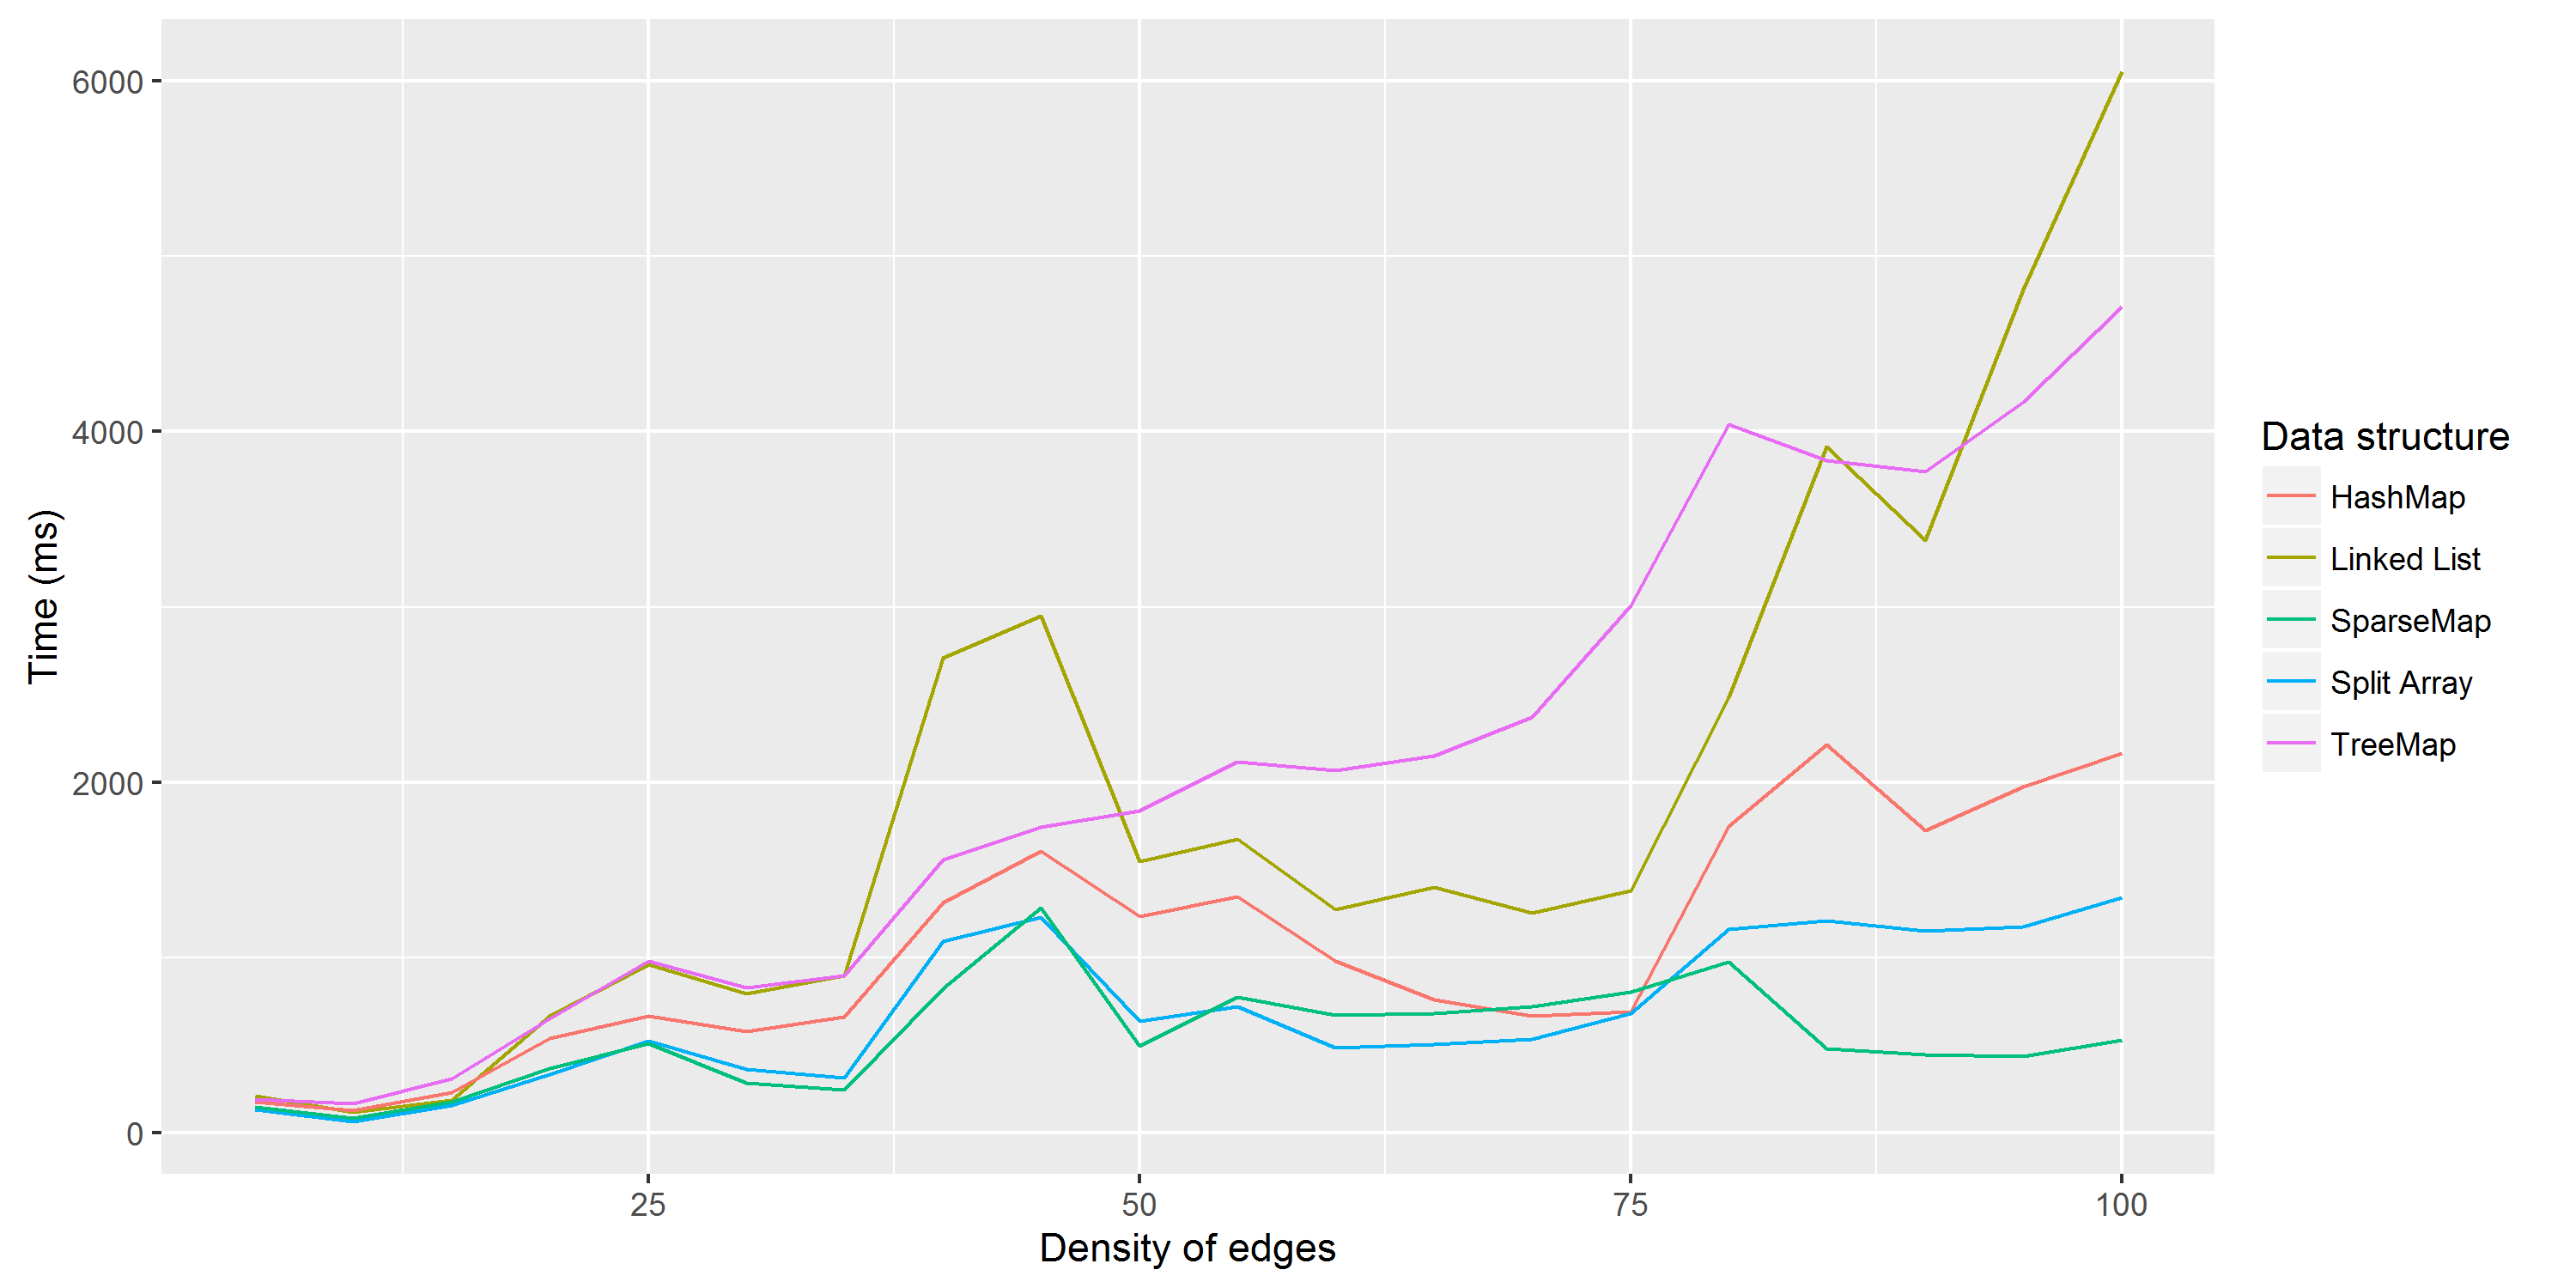 6000
4000
2000
0
Time (ms)
25
50
75
100
Density of edges
Data structure
HashMap
Linked List
SparseMap
Split Array
TreeMap